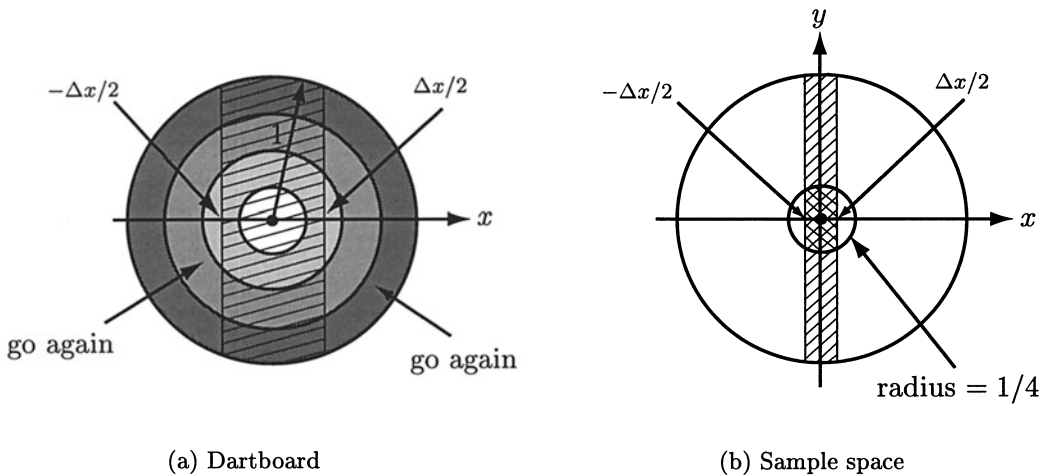 −Δx/2
Δx/2
1
x
go again
go again
(a) Dartboard
y
−Δx/2
Δx/2
x
radius = 1/4
(b) Sample space